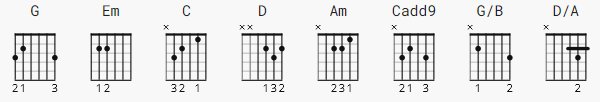 G Em C D Am Cadd9 G/B D/A
× ×× × × × ×
21 3 12 32 1 132 231 21 3 1 2 2